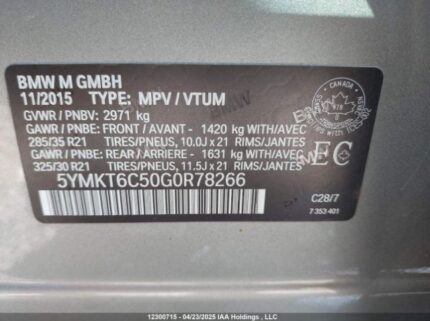 BMW M GMBH
11/2015 TYPE: MPV / VTUM
GVWR / PNBV: 2971 kg
GAWR / PNBE: FRONT / AVANT - 1420 kg WITH/AVEC
285/35 R21 TIRES/PNEUS, 10.0J x 21 RIMS/JANTES
GAWR / PNBE: REAR / ARRIERE - 1631 kg WITH/AVEC
325/30 R21 TIRES/PNEUS, 11.5J x 21 RIMS/JANTES
5YMKT6C50G0R78266
CANADA
EC
C28/7
7 353 401
12300715 - 04/23/2025 IAA Holdings , LLC